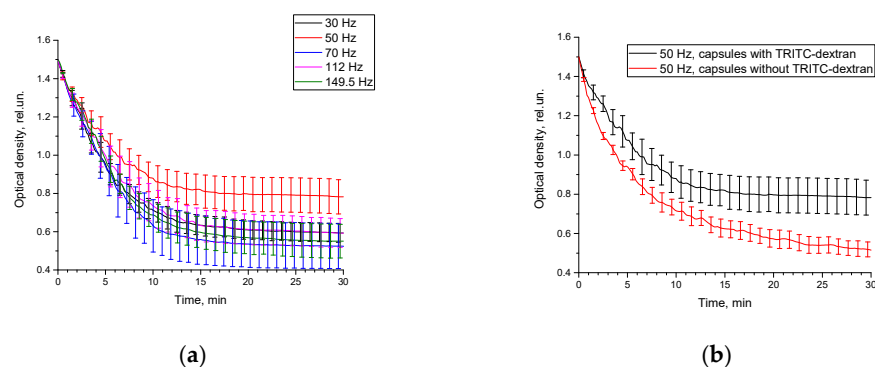 30 Hz
50 Hz
70 Hz
112 Hz
149.5 Hz
1.6
1.4
1.2
1.0
0.8
0.6
0.4
Optical density, rel.un.
0 5 10 15 20 25 30
Time, min
(a)
50 Hz, capsules with TRITC-dextran
50 Hz, capsules without TRITC-dextran
1.6
1.4
1.2
1.0
0.8
0.6
0.4
Optical density, rel.un.
0 5 10 15 20 25 30
Time, min
(b)